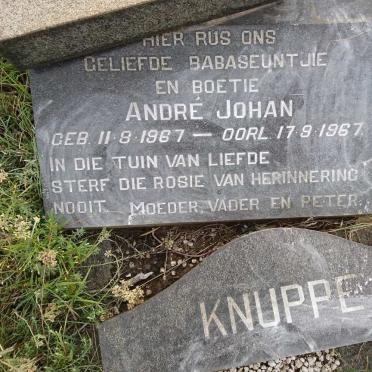 HIER RUS ONS
GELIEFDE BABASEUNTJIE
EN BOETIE
ANDRÉ JOHAN
GEB. 11·8·1967 — OORL. 17·9·1967.
IN DIE TUIN VAN LIEFDE
STERF DIE ROSIE VAN HERINNERING
NOOIT. MOEDER, VADER EN PETER.
KNUPPE